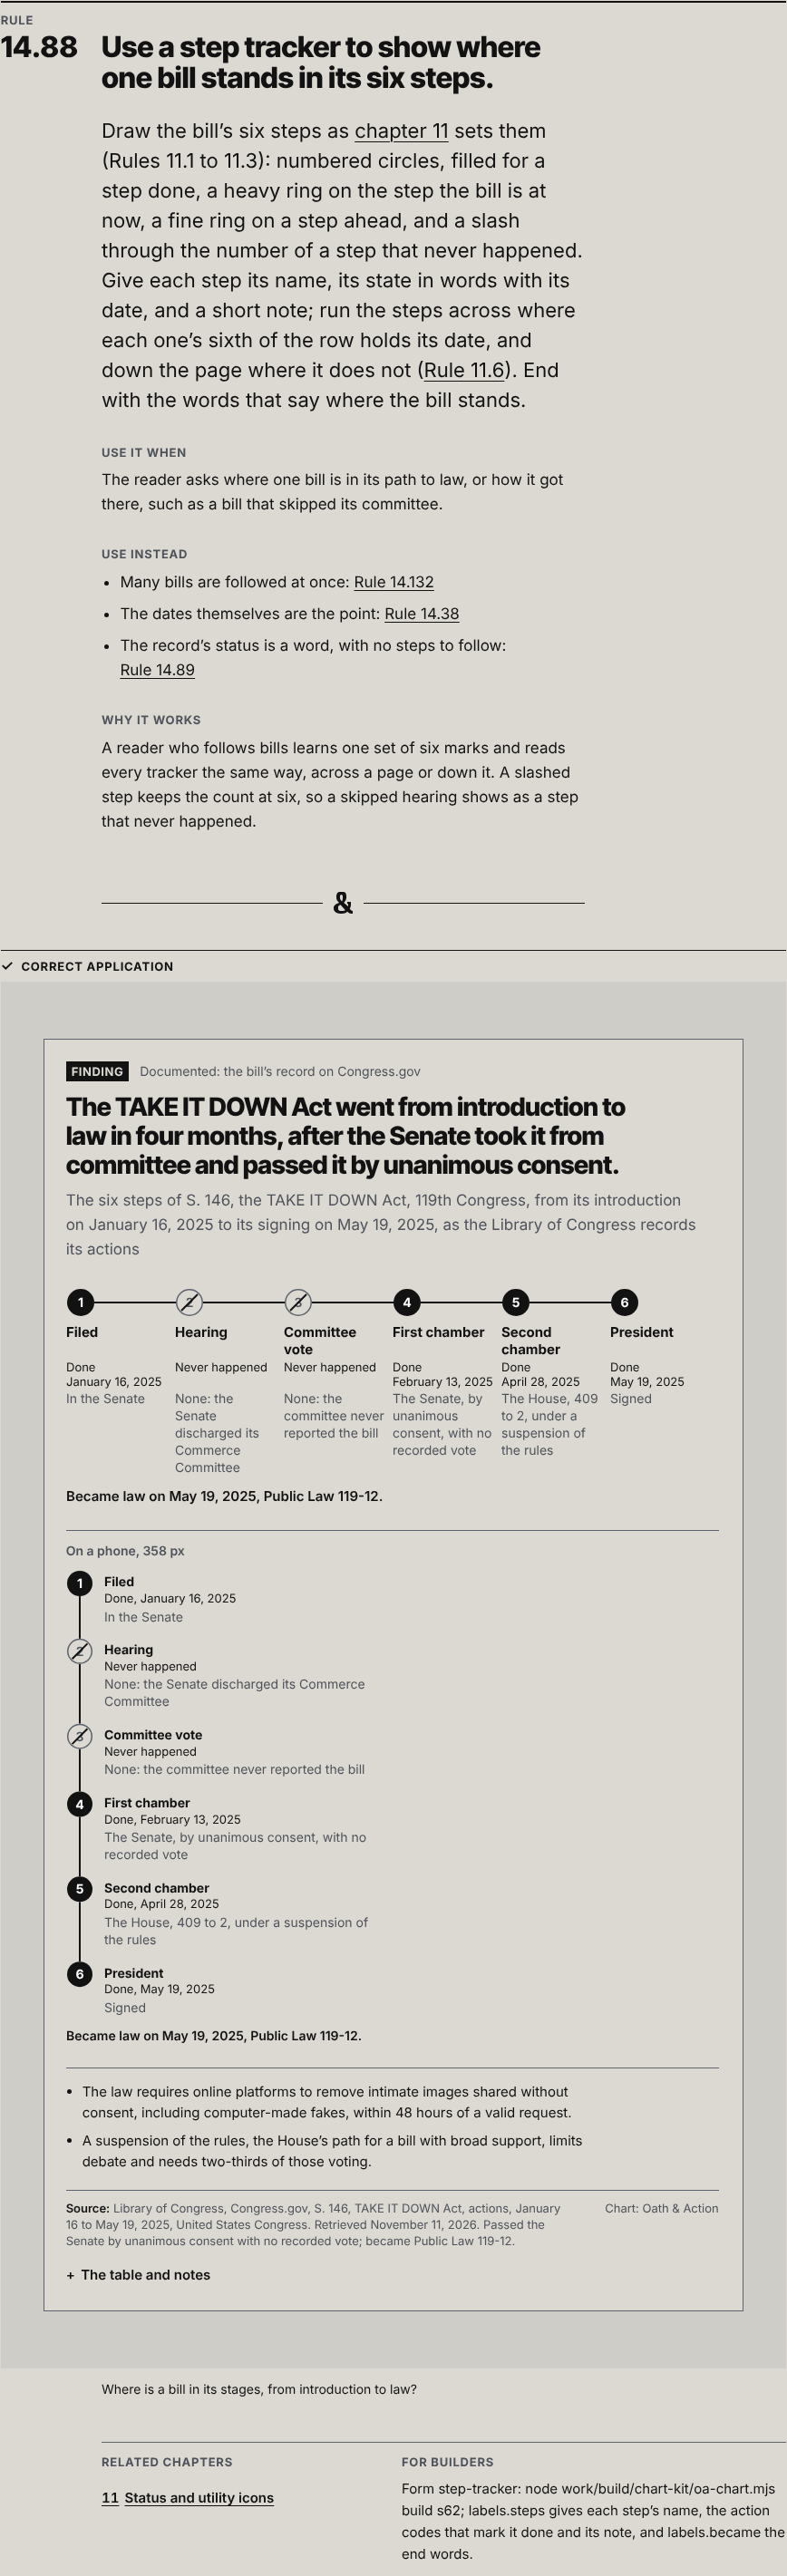 RULE
14.88
Use a step tracker to show where
one bill stands in its six steps.
Draw the bill’s six steps as chapter 11 sets them
(Rules 11.1 to 11.3): numbered circles, filled for a
step done, a heavy ring on the step the bill is at
now, a fine ring on a step ahead, and a slash
through the number of a step that never happened.
Give each step its name, its state in words with its
date, and a short note; run the steps across where
each one’s sixth of the row holds its date, and
down the page where it does not (Rule 11.6). End
with the words that say where the bill stands.
USE IT WHEN
The reader asks where one bill is in its path to law, or how it got
there, such as a bill that skipped its committee.
USE INSTEAD
• Many bills are followed at once: Rule 14.132
• The dates themselves are the point: Rule 14.38
• The record’s status is a word, with no steps to follow:
Rule 14.89
WHY IT WORKS
A reader who follows bills learns one set of six marks and reads
every tracker the same way, across a page or down it. A slashed
step keeps the count at six, so a skipped hearing shows as a step
that never happened.
&
✓ CORRECT APPLICATION
FINDING Documented: the bill’s record on Congress.gov
The TAKE IT DOWN Act went from introduction to
law in four months, after the Senate took it from
committee and passed it by unanimous consent.
The six steps of S. 146, the TAKE IT DOWN Act, 119th Congress, from its introduction
on January 16, 2025 to its signing on May 19, 2025, as the Library of Congress records
its actions
1
Filed
Done
January 16, 2025
In the Senate
2
Hearing
Never happened
None: the
Senate
discharged its
Commerce
Committee
3
Committee
vote
Never happened
None: the
committee never
reported the bill
4
First chamber
Done
February 13, 2025
The Senate, by
unanimous
consent, with no
recorded vote
5
Second
chamber
Done
April 28, 2025
The House, 409
to 2, under a
suspension of
the rules
6
President
Done
May 19, 2025
Signed
Became law on May 19, 2025, Public Law 119-12.
On a phone, 358 px
1
Filed
Done, January 16, 2025
In the Senate
2
Hearing
Never happened
None: the Senate discharged its Commerce
Committee
3
Committee vote
Never happened
None: the committee never reported the bill
4
First chamber
Done, February 13, 2025
The Senate, by unanimous consent, with no
recorded vote
5
Second chamber
Done, April 28, 2025
The House, 409 to 2, under a suspension of
the rules
6
President
Done, May 19, 2025
Signed
Became law on May 19, 2025, Public Law 119-12.
• The law requires online platforms to remove intimate images shared without
consent, including computer-made fakes, within 48 hours of a valid request.
• A suspension of the rules, the House’s path for a bill with broad support, limits
debate and needs two-thirds of those voting.
Source: Library of Congress, Congress.gov, S. 146, TAKE IT DOWN Act, actions, January
16 to May 19, 2025, United States Congress. Retrieved November 11, 2026. Passed the
Senate by unanimous consent with no recorded vote; became Public Law 119-12.
Chart: Oath & Action
+ The table and notes
Where is a bill in its stages, from introduction to law?
RELATED CHAPTERS
11 Status and utility icons
FOR BUILDERS
Form step-tracker: node work/build/chart-kit/oa-chart.mjs
build s62; labels.steps gives each step’s name, the action
codes that mark it done and its note, and labels.became the
end words.